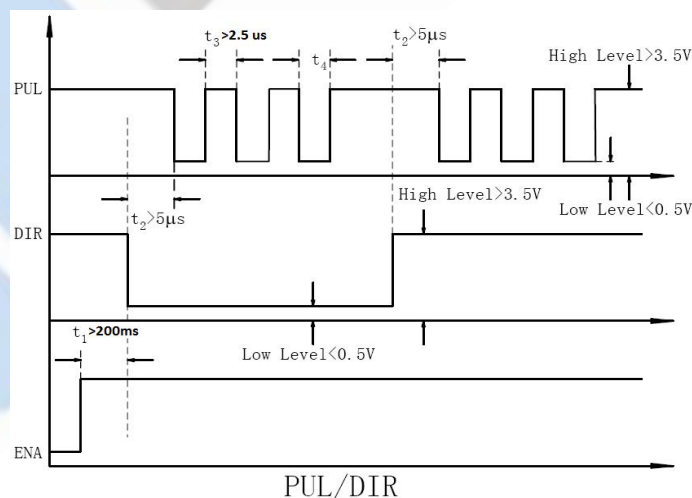 t3>2.5 us
t4
t2>5μs
High Level>3.5V
PUL
Low Level<0.5V
t2>5μs
High Level>3.5V
DIR
t1>200ms
Low Level<0.5V
ENA
PUL/DIR